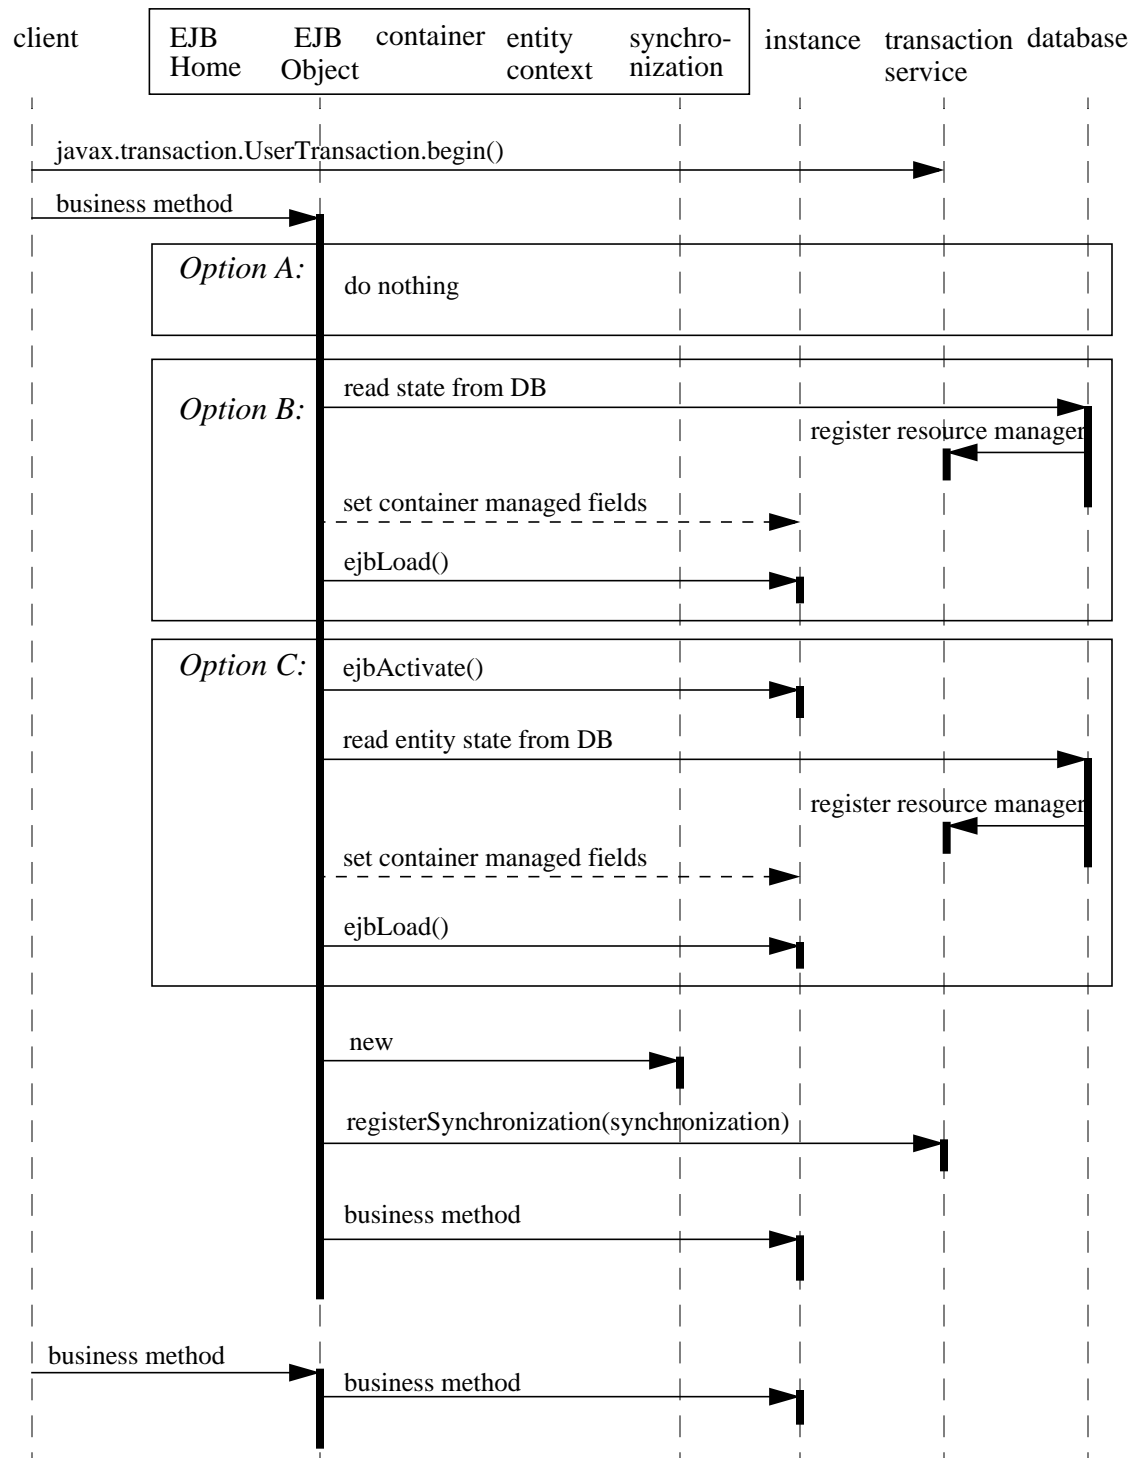 client
EJB
Home
EJB
Object
container
entity
context
synchro-
nization
instance
transaction
service
database
javax.transaction.UserTransaction.begin()
business method
Option A:
do nothing
read state from DB
Option B:
register resource manager
set container managed fields
ejbLoad()
Option C:
ejbActivate()
read entity state from DB
register resource manager
set container managed fields
ejbLoad()
new
registerSynchronization(synchronization)
business method
business method
business method